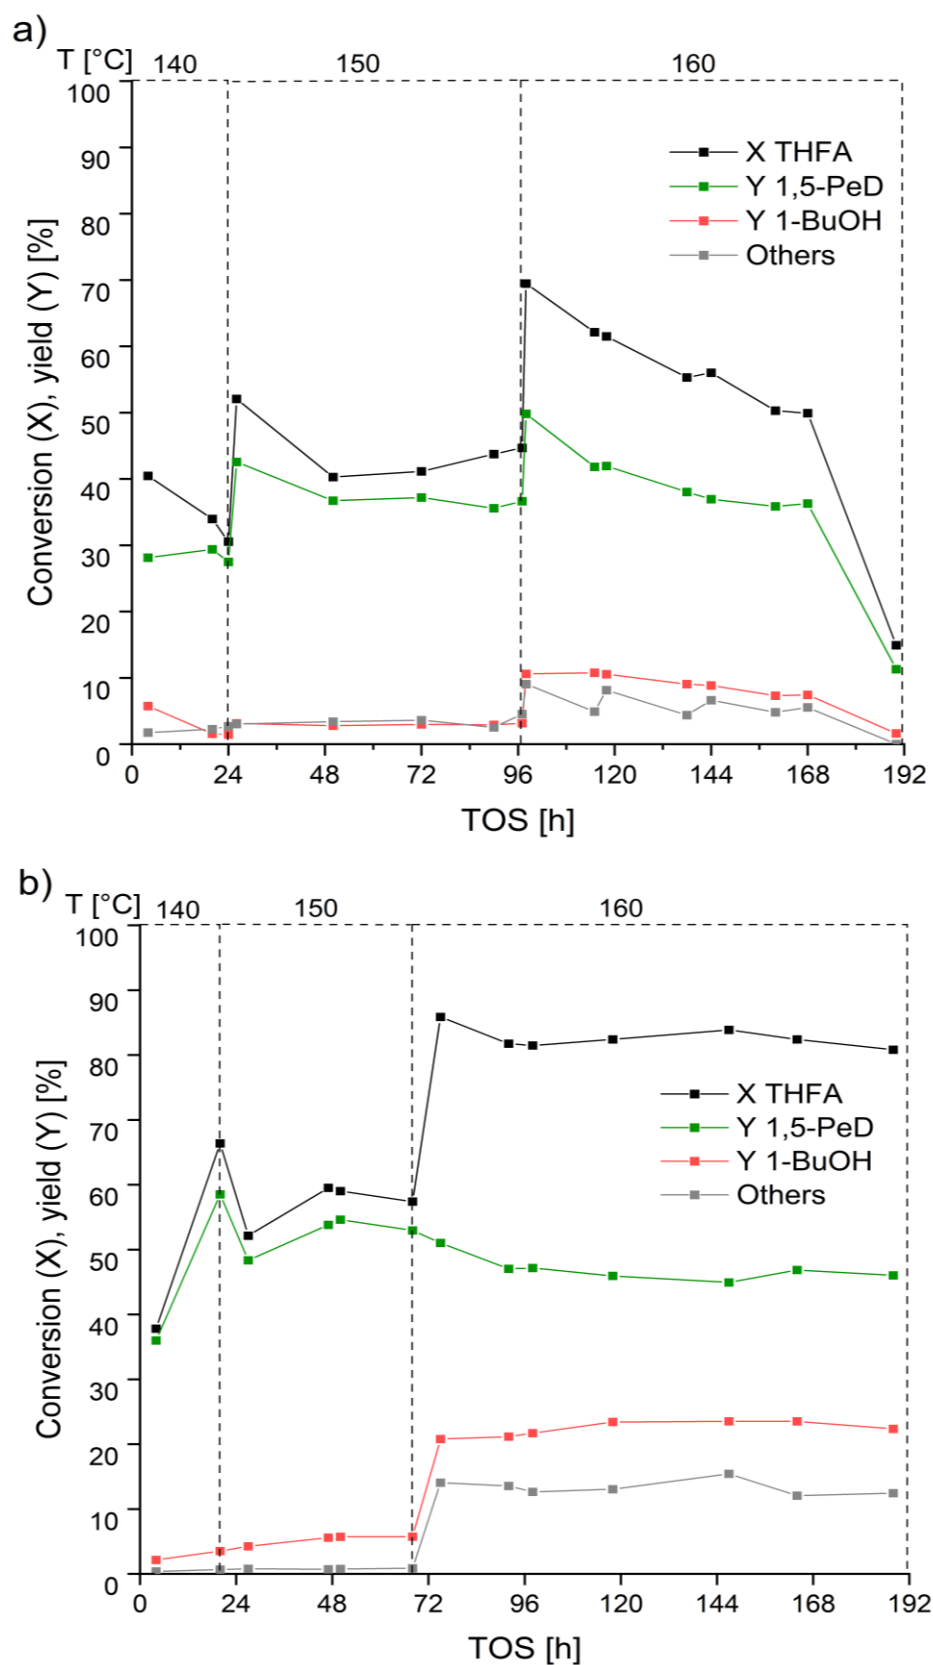 a)
T [°C] 140 150 160
100
90
80
70
60
50
40
30
20
10
0
Conversion (X), yield (Y) [%]
X THFA
Y 1,5-PeD
Y 1-BuOH
Others
0 24 48 72 96 120 144 168 192
TOS [h]
b)
T [°C] 140 150 160
100
90
80
70
60
50
40
30
20
10
0
Conversion (X), yield (Y) [%]
X THFA
Y 1,5-PeD
Y 1-BuOH
Others
0 24 48 72 96 120 144 168 192
TOS [h]